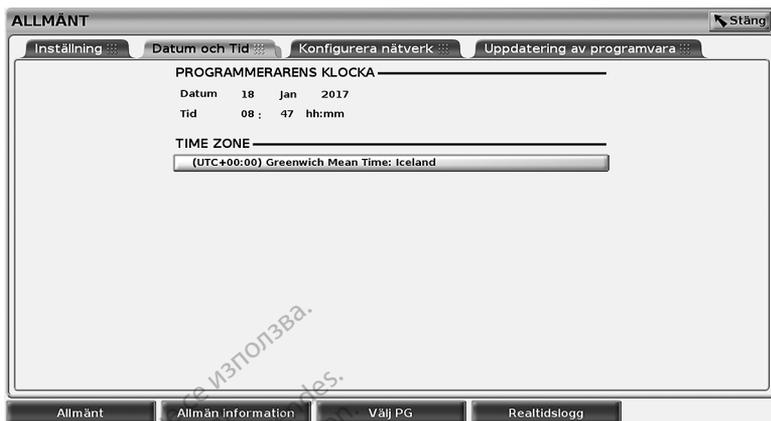 ALLMÄNT
Stäng
Inställning
Datum och Tid
Konfigurera nätverk
Uppdatering av programvara
PROGRAMMERARENS KLOCKA
Datum 18 Jan 2017
Tid 08 : 47 hh:mm
TIME ZONE
(UTC+00:00) Greenwich Mean Time: Iceland
се използва.
Allmänt
Allmän information
Välj PG
Realtidslogg